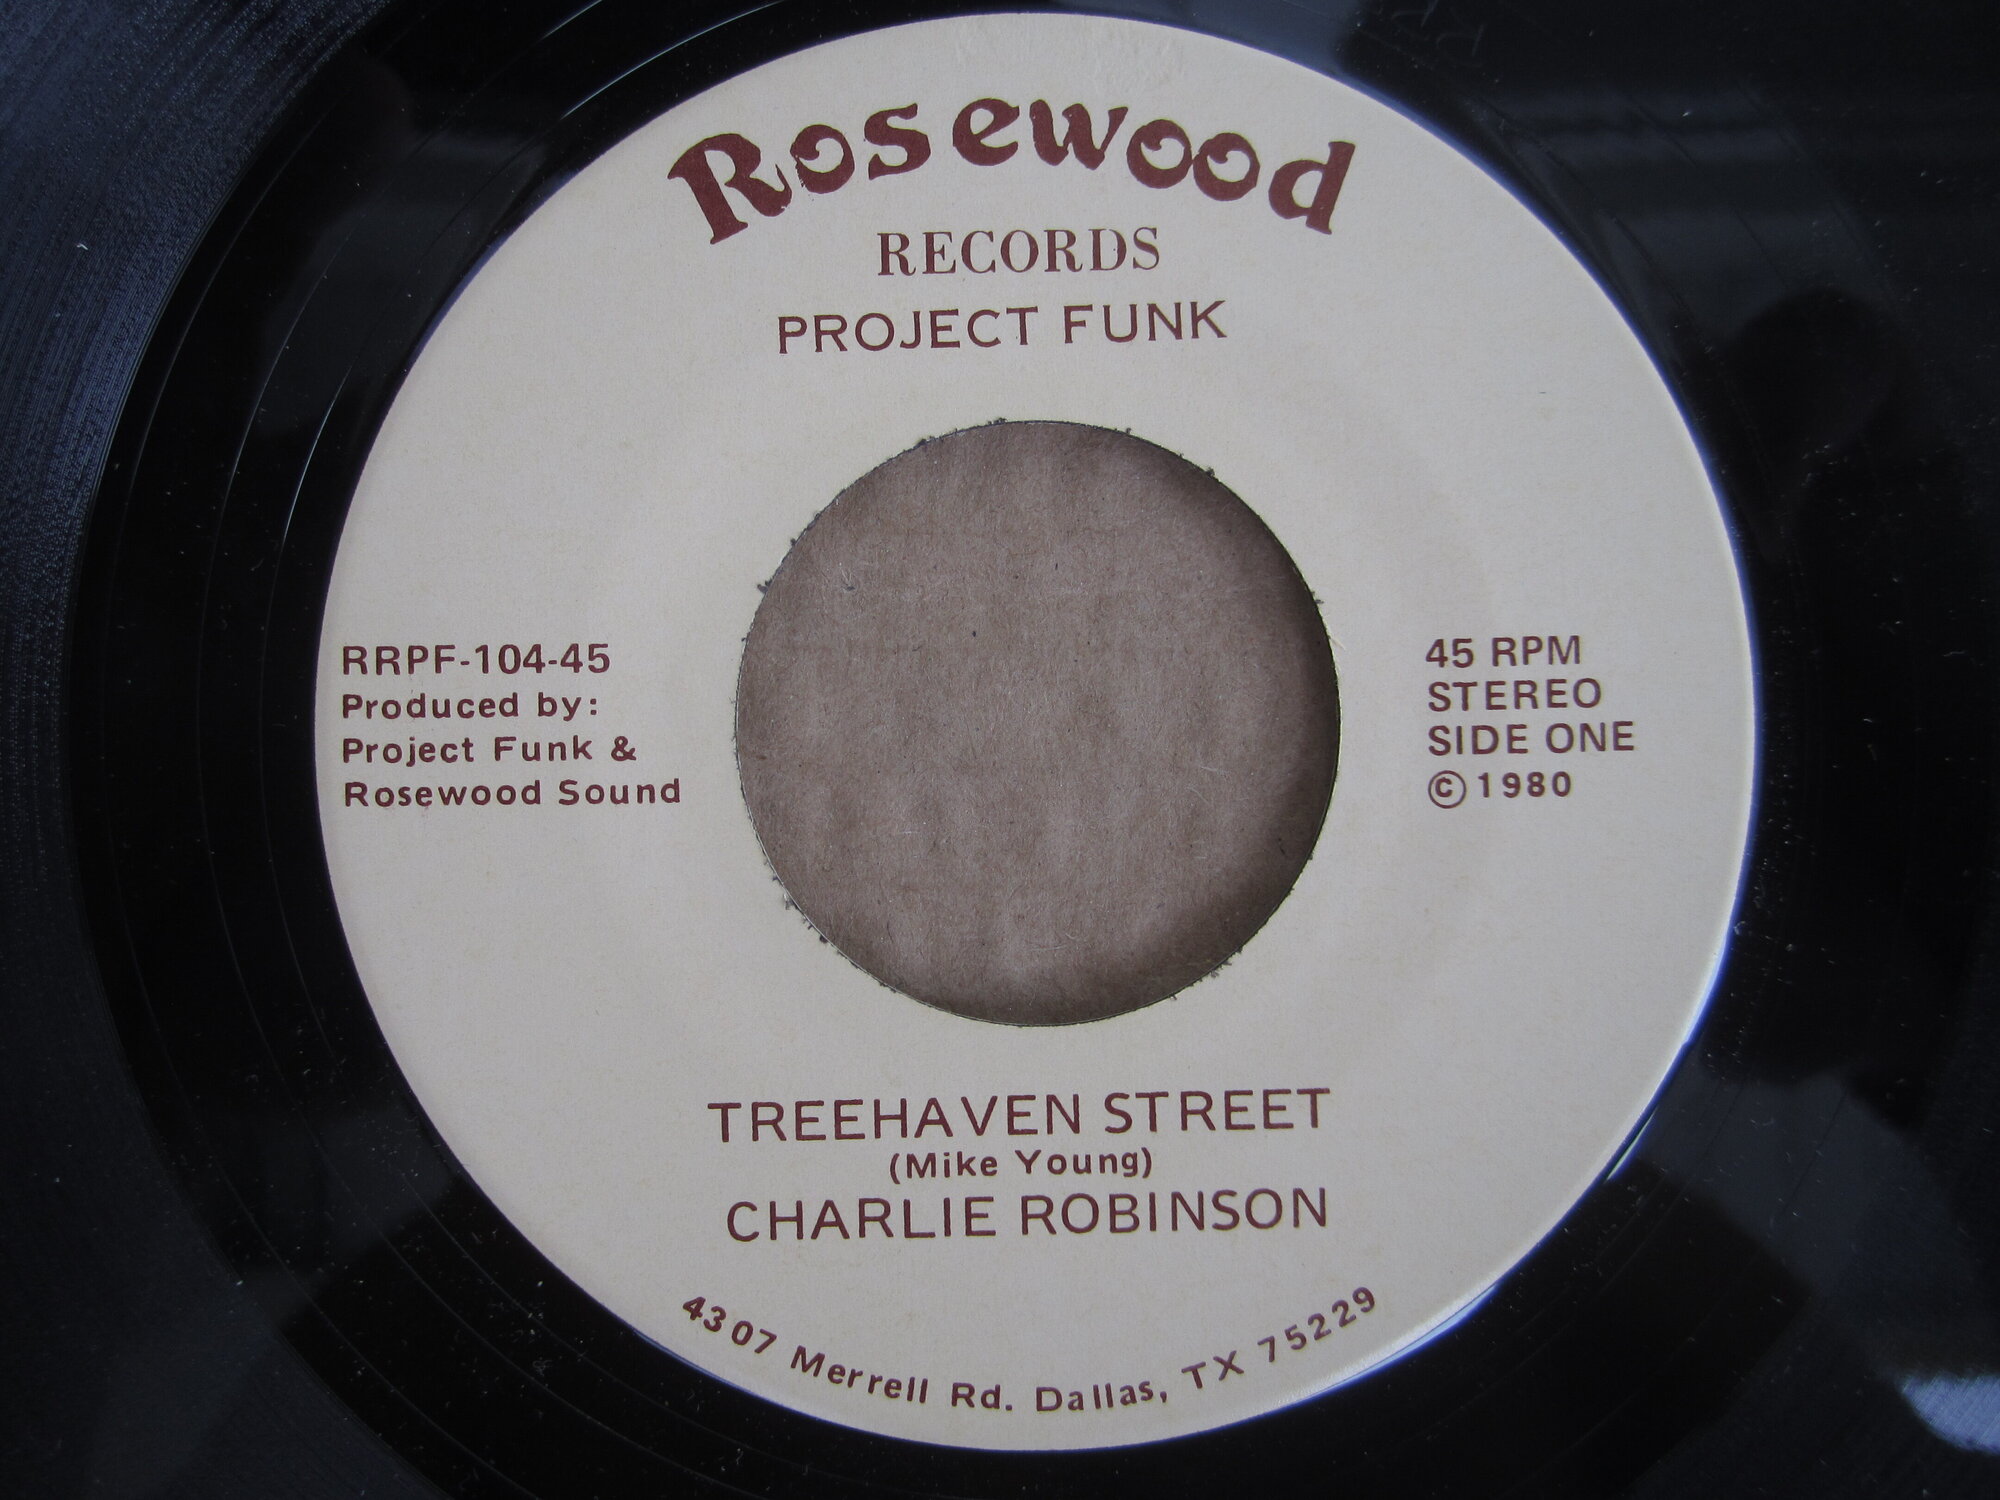 Rosewood
RECORDS
PROJECT FUNK
RRPF-104-45
Produced by:
Project Funk &
Rosewood Sound
45 RPM
STEREO
SIDE ONE
©1980
TREEHAVEN STREET
(Mike Young)
CHARLIE ROBINSON
4307 Merrell Rd. Dallas, TX 75229